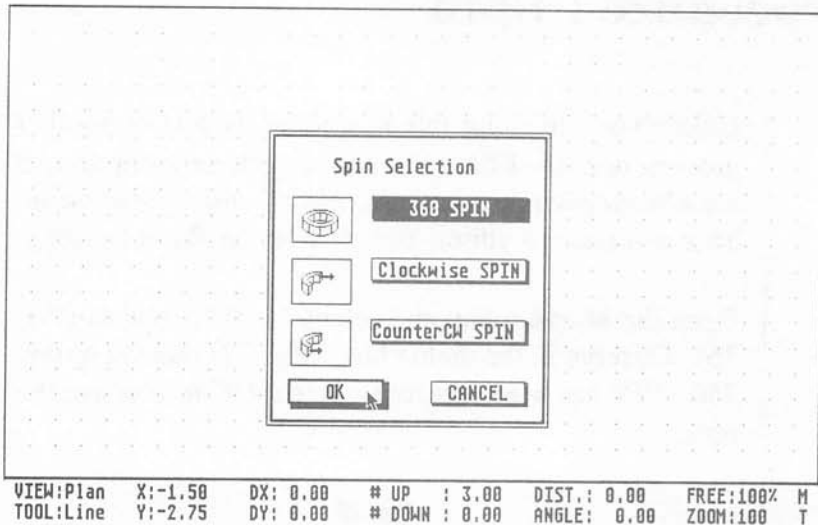 Spin Selection
360 SPIN
Clockwise SPIN
CounterCW SPIN
OK CANCEL
VIEW:Plan X:-1.50 DX: 0.00 # UP : 3.00 DIST.: 0.00 FREE:100% M
TOOL:Line Y:-2.75 DY: 0.00 # DOWN : 0.00 ANGLE: 0.00 ZOOM:100 T